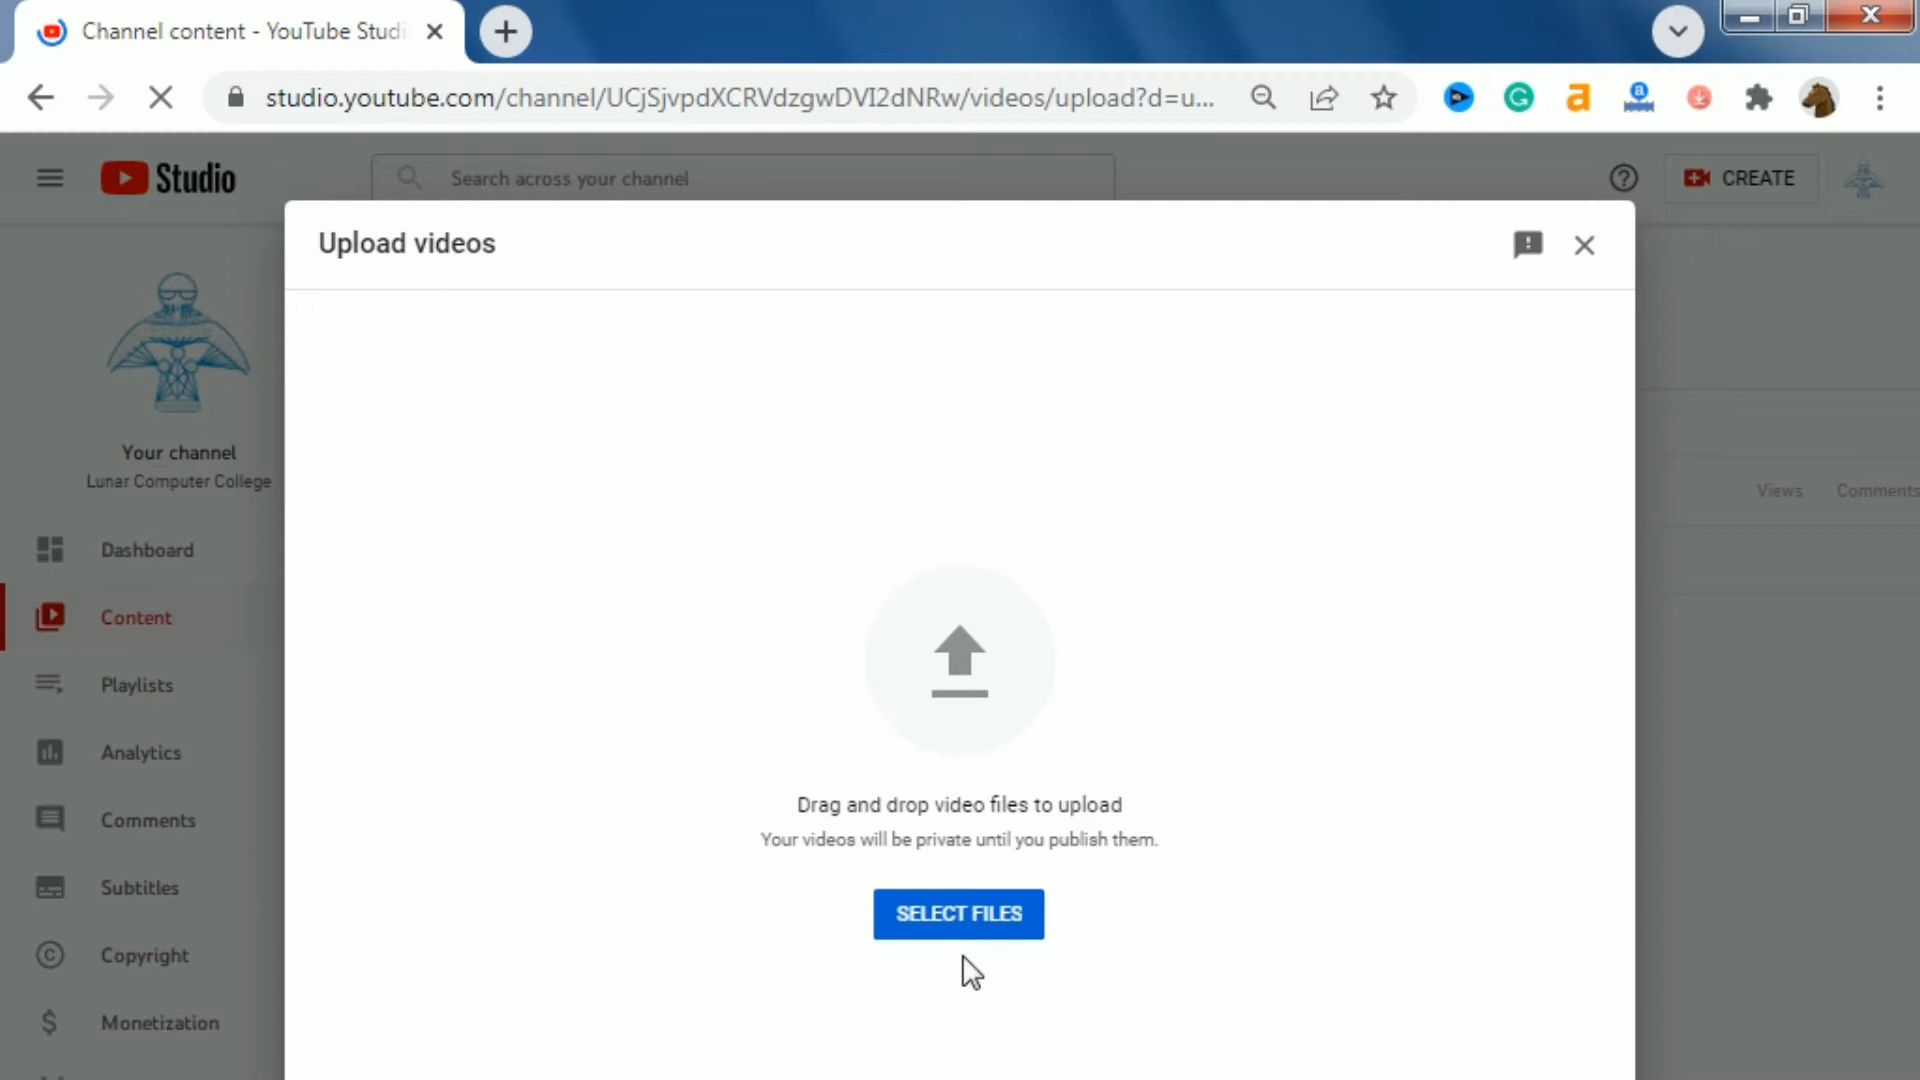 Channel content - YouTube Studi
studio.youtube.com/channel/UCjSjvpdXCRVdzgwDVI2dNRw/videos/upload?d=u...
Studio
Search across your channel
CREATE
Upload videos
Your channel
Lunar Computer College
Views
Comments
Dashboard
Content
Playlists
Analytics
Comments
Subtitles
Copyright
Monetization
Drag and drop video files to upload
Your videos will be private until you publish them.
SELECT FILES